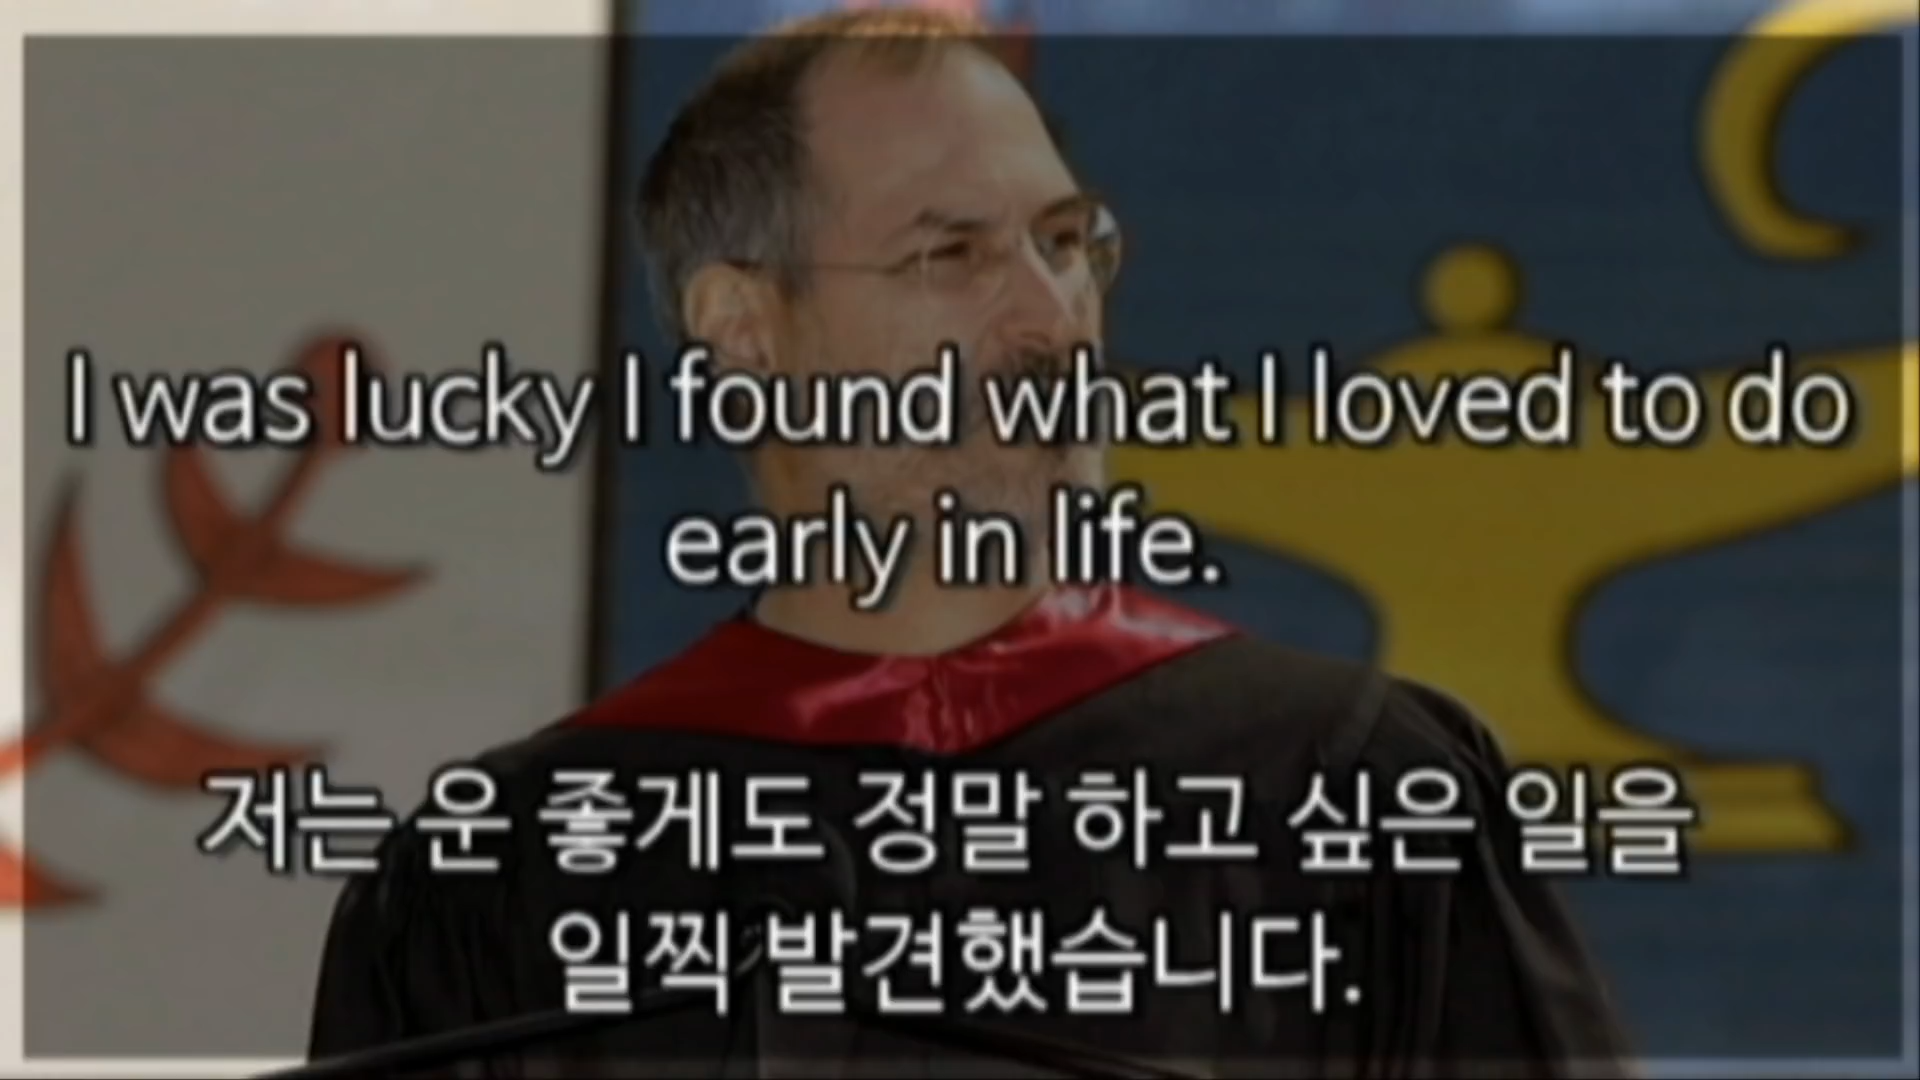 I was lucky I found what I loved to do
early in life.
저는 운 좋게도 정말 하고 싶은 일을
일찍 발견했습니다.